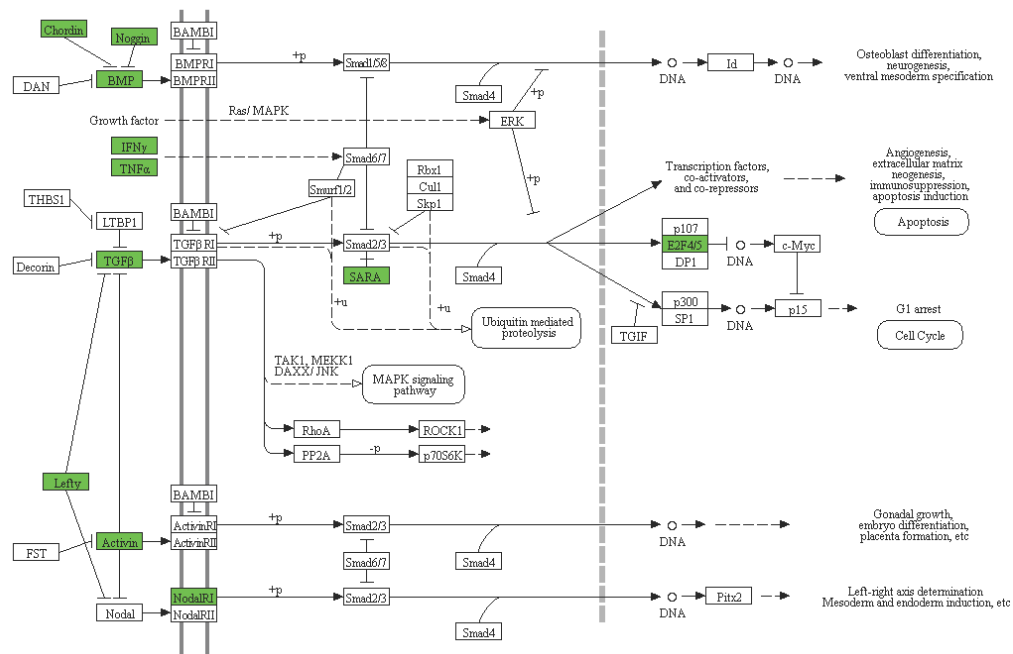 Chordin
Noggin
BAMBI
DAN
BMP
BMPRI
BMPRII
+p
Smad1/5/8
Smad4
DNA
Id
DNA
Osteoblast differentiation,
neurogenesis,
ventral mesoderm specification
Growth factor
Ras/ MAPK
ERK
+p
+p
IFNγ
TNFα
Smad6/7
Smurf1/2
Rbx1
Cul1
Skp1
Transcription factors,
co-activators,
and co-repressors
Angiogenesis,
extracellular matrix
neogenesis,
immunosuppression,
apoptosis induction
Apoptosis
THBS1
LTBP1
BAMBI
Decorin
TGFβ
TGFβ RI
TGFβ RII
+p
Smad2/3
SARA
Smad4
p107
E2F4/5
DP1
DNA
c-Myc
+u
+u
Ubiquitin mediated
proteolysis
TGIF
p300
SP1
DNA
p15
G1 arrest
Cell Cycle
TAK1, MEKK1
DAXX/ JNK
MAPK signaling
pathway
RhoA
ROCK1
PP2A
-p
p70S6K
Lefty
BAMBI
FST
Activin
ActivinRI
ActivinRII
+p
Smad2/3
Smad4
DNA
Gonadal growth,
embryo differentiation,
placenta formation, etc
Smad6/7
Nodal
NodalRI
NodalRII
+p
Smad2/3
Smad4
DNA
Pitx2
Left-right axis determination
Mesoderm and endoderm induction, etc